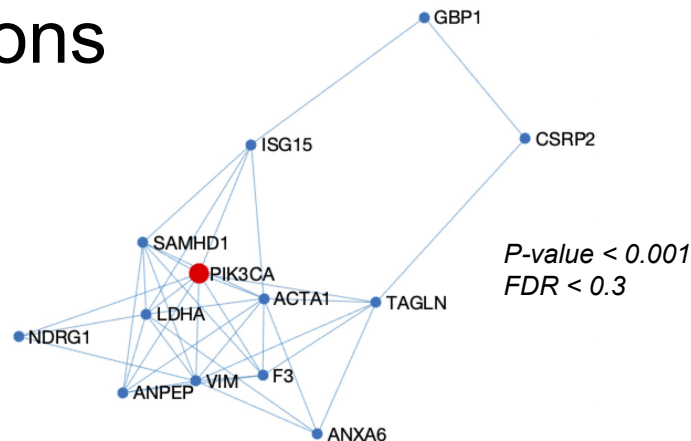 ons
GBP1
CSRP2
ISG15
SAMHD1
P-value < 0.001
FDR < 0.3
PIK3CA
ACTA1
TAGLN
LDHA
NDRG1
F3
VIM
ANPEP
ANXA6